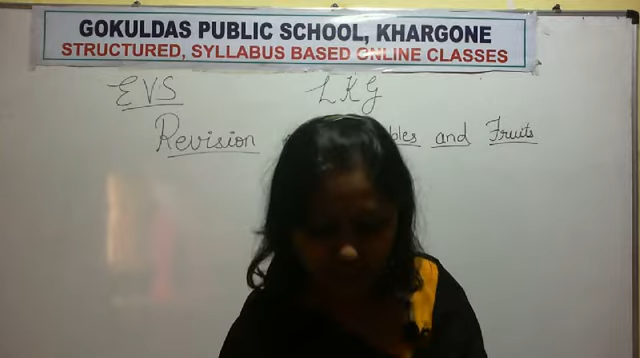 GOKULDAS PUBLIC SCHOOL, KHARGONE
STRUCTURED, SYLLABUS BASED ONLINE CLASSES
EVS LKG
Revision and Fruits